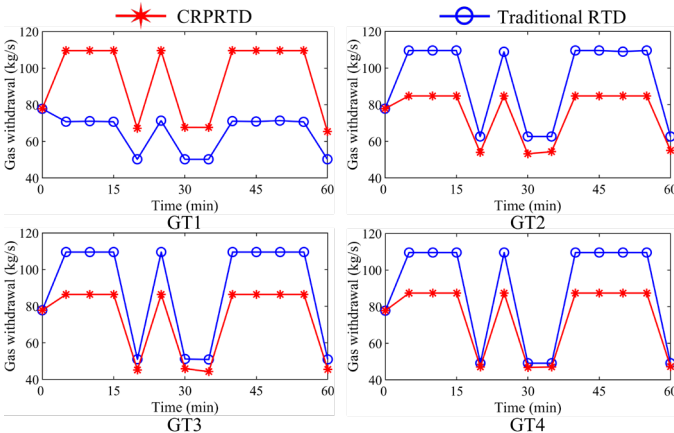 CRPRTD Traditional RTD
Gas withdrawal (kg/s)
120
100
80
60
40
0 15 30 45 60
Time (min)
GT1
Gas withdrawal (kg/s)
120
100
80
60
40
0 15 30 45 60
Time (min)
GT2
Gas withdrawal (kg/s)
120
100
80
60
40
0 15 30 45 60
Time (min)
GT3
Gas withdrawal (kg/s)
120
100
80
60
40
0 15 30 45 60
Time (min)
GT4